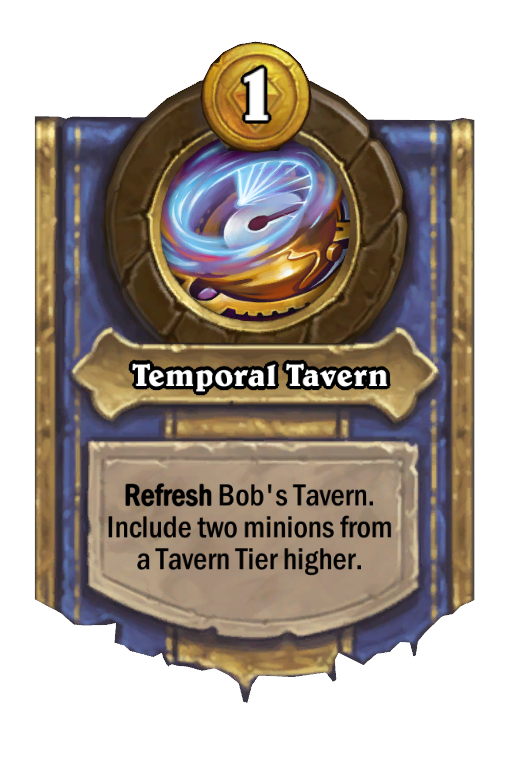 1
Temporal Tavern
Refresh Bob's Tavern.
Include two minions from
a Tavern Tier higher.